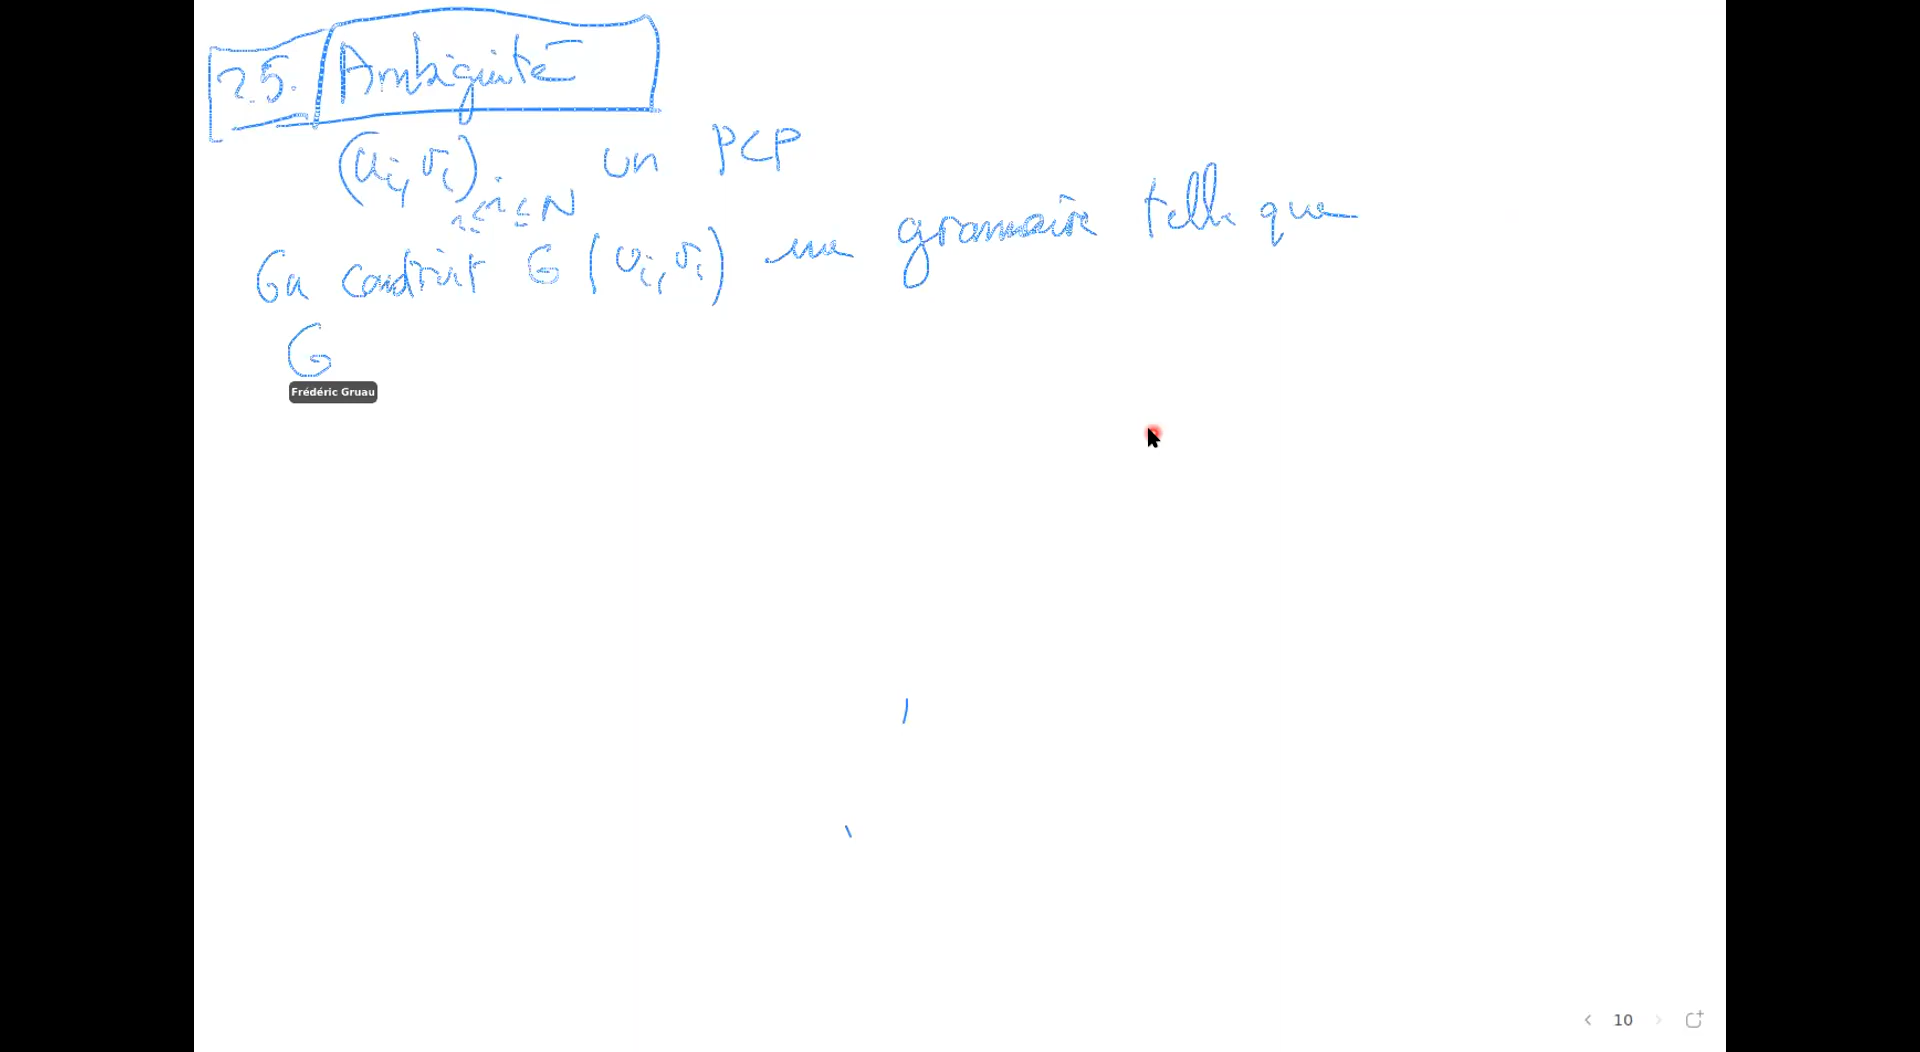 2.5. Ambiguité
(ui, vi) 1≤i≤N un PCP
On construit G (ui, vi) une grammaire telle que
G
Frédéric Gruau
10